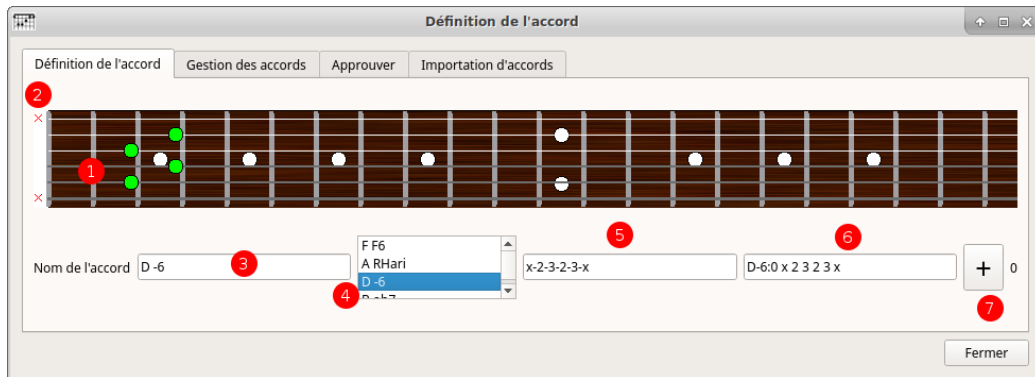 Définition de l'accord
Définition de l'accord
Gestion des accords
Approuver
Importation d'accords
2
×
1
×
Nom de l'accord
D -6
3
F F6
A RHari
D -6
4
x-2-3-2-3-x
5
D-6:0 x 2 3 2 3 x
6
+
0
7
Fermer